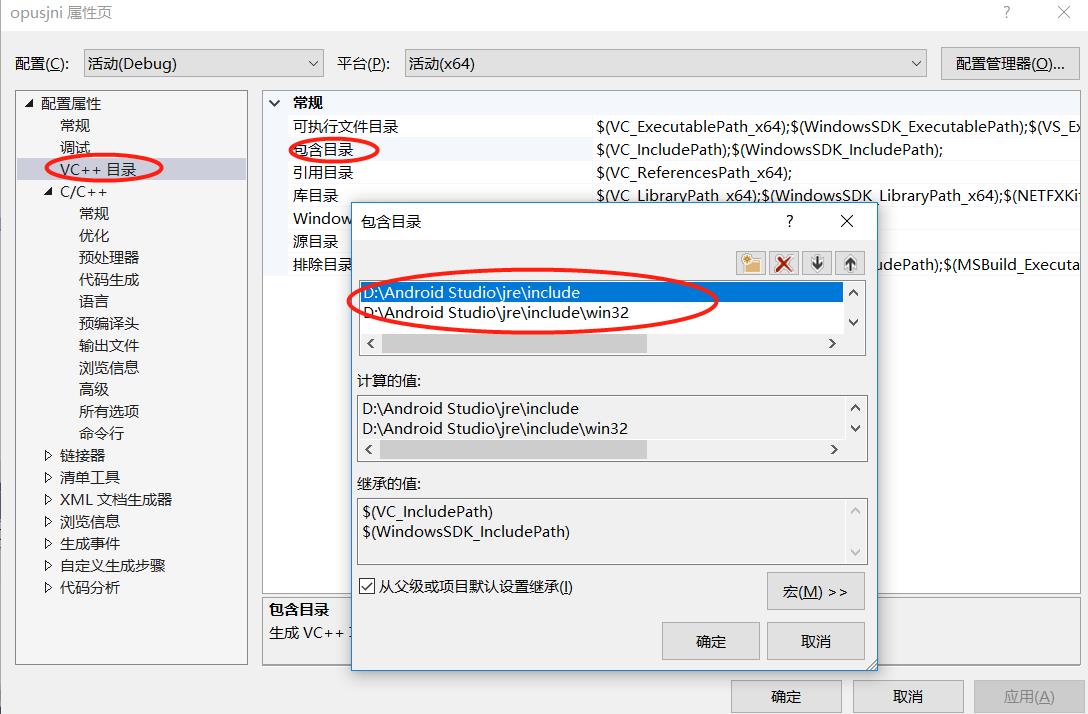 opusjni 属性页
配置(C): 活动(Debug) 平台(P): 活动(x64) 配置管理器(O)...
配置属性
常规
调试
VC++ 目录
C/C++
常规
优化
预处理器
代码生成
语言
预编译头
输出文件
浏览信息
高级
所有选项
命令行
链接器
清单工具
XML 文档生成器
浏览信息
生成事件
自定义生成步骤
代码分析
常规
可执行文件目录 $(VC_ExecutablePath_x64);$(WindowsSDK_ExecutablePath);$(VS_Ex
包含目录 $(VC_IncludePath);$(WindowsSDK_IncludePath);
引用目录 $(VC_ReferencesPath_x64);
库目录 $(VC_LibraryPath_x64);$(WindowsSDK_LibraryPath_x64);$(NETFXKit
Window
源目录
排除目录 udePath);$(MSBuild_Executa
包含目录
?
D:\Android Studio\jre\include
D:\Android Studio\jre\include\win32
计算的值:
D:\Android Studio\jre\include
D:\Android Studio\jre\include\win32
继承的值:
$(VC_IncludePath)
$(WindowsSDK_IncludePath)
从父级或项目默认设置继承(I)
宏(M) >>
确定 取消
包含目录
生成 VC++
确定 取消 应用(A)